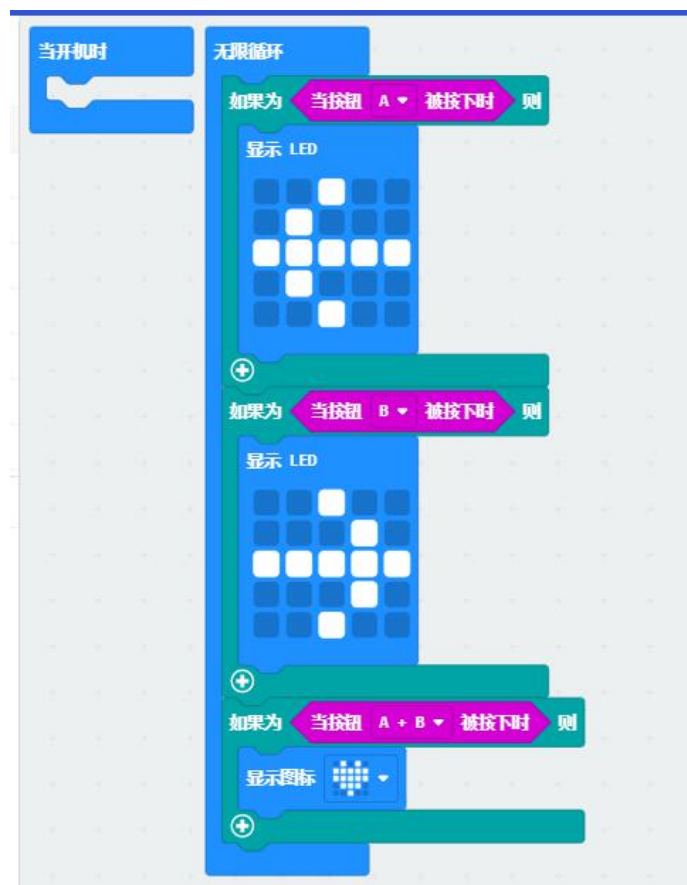 当开机时
无限循环
如果为 当按钮 A 被按下时 则
显示 LED
如果为 当按钮 B 被按下时 则
显示 LED
如果为 当按钮 A + B 被按下时 则
显示图标